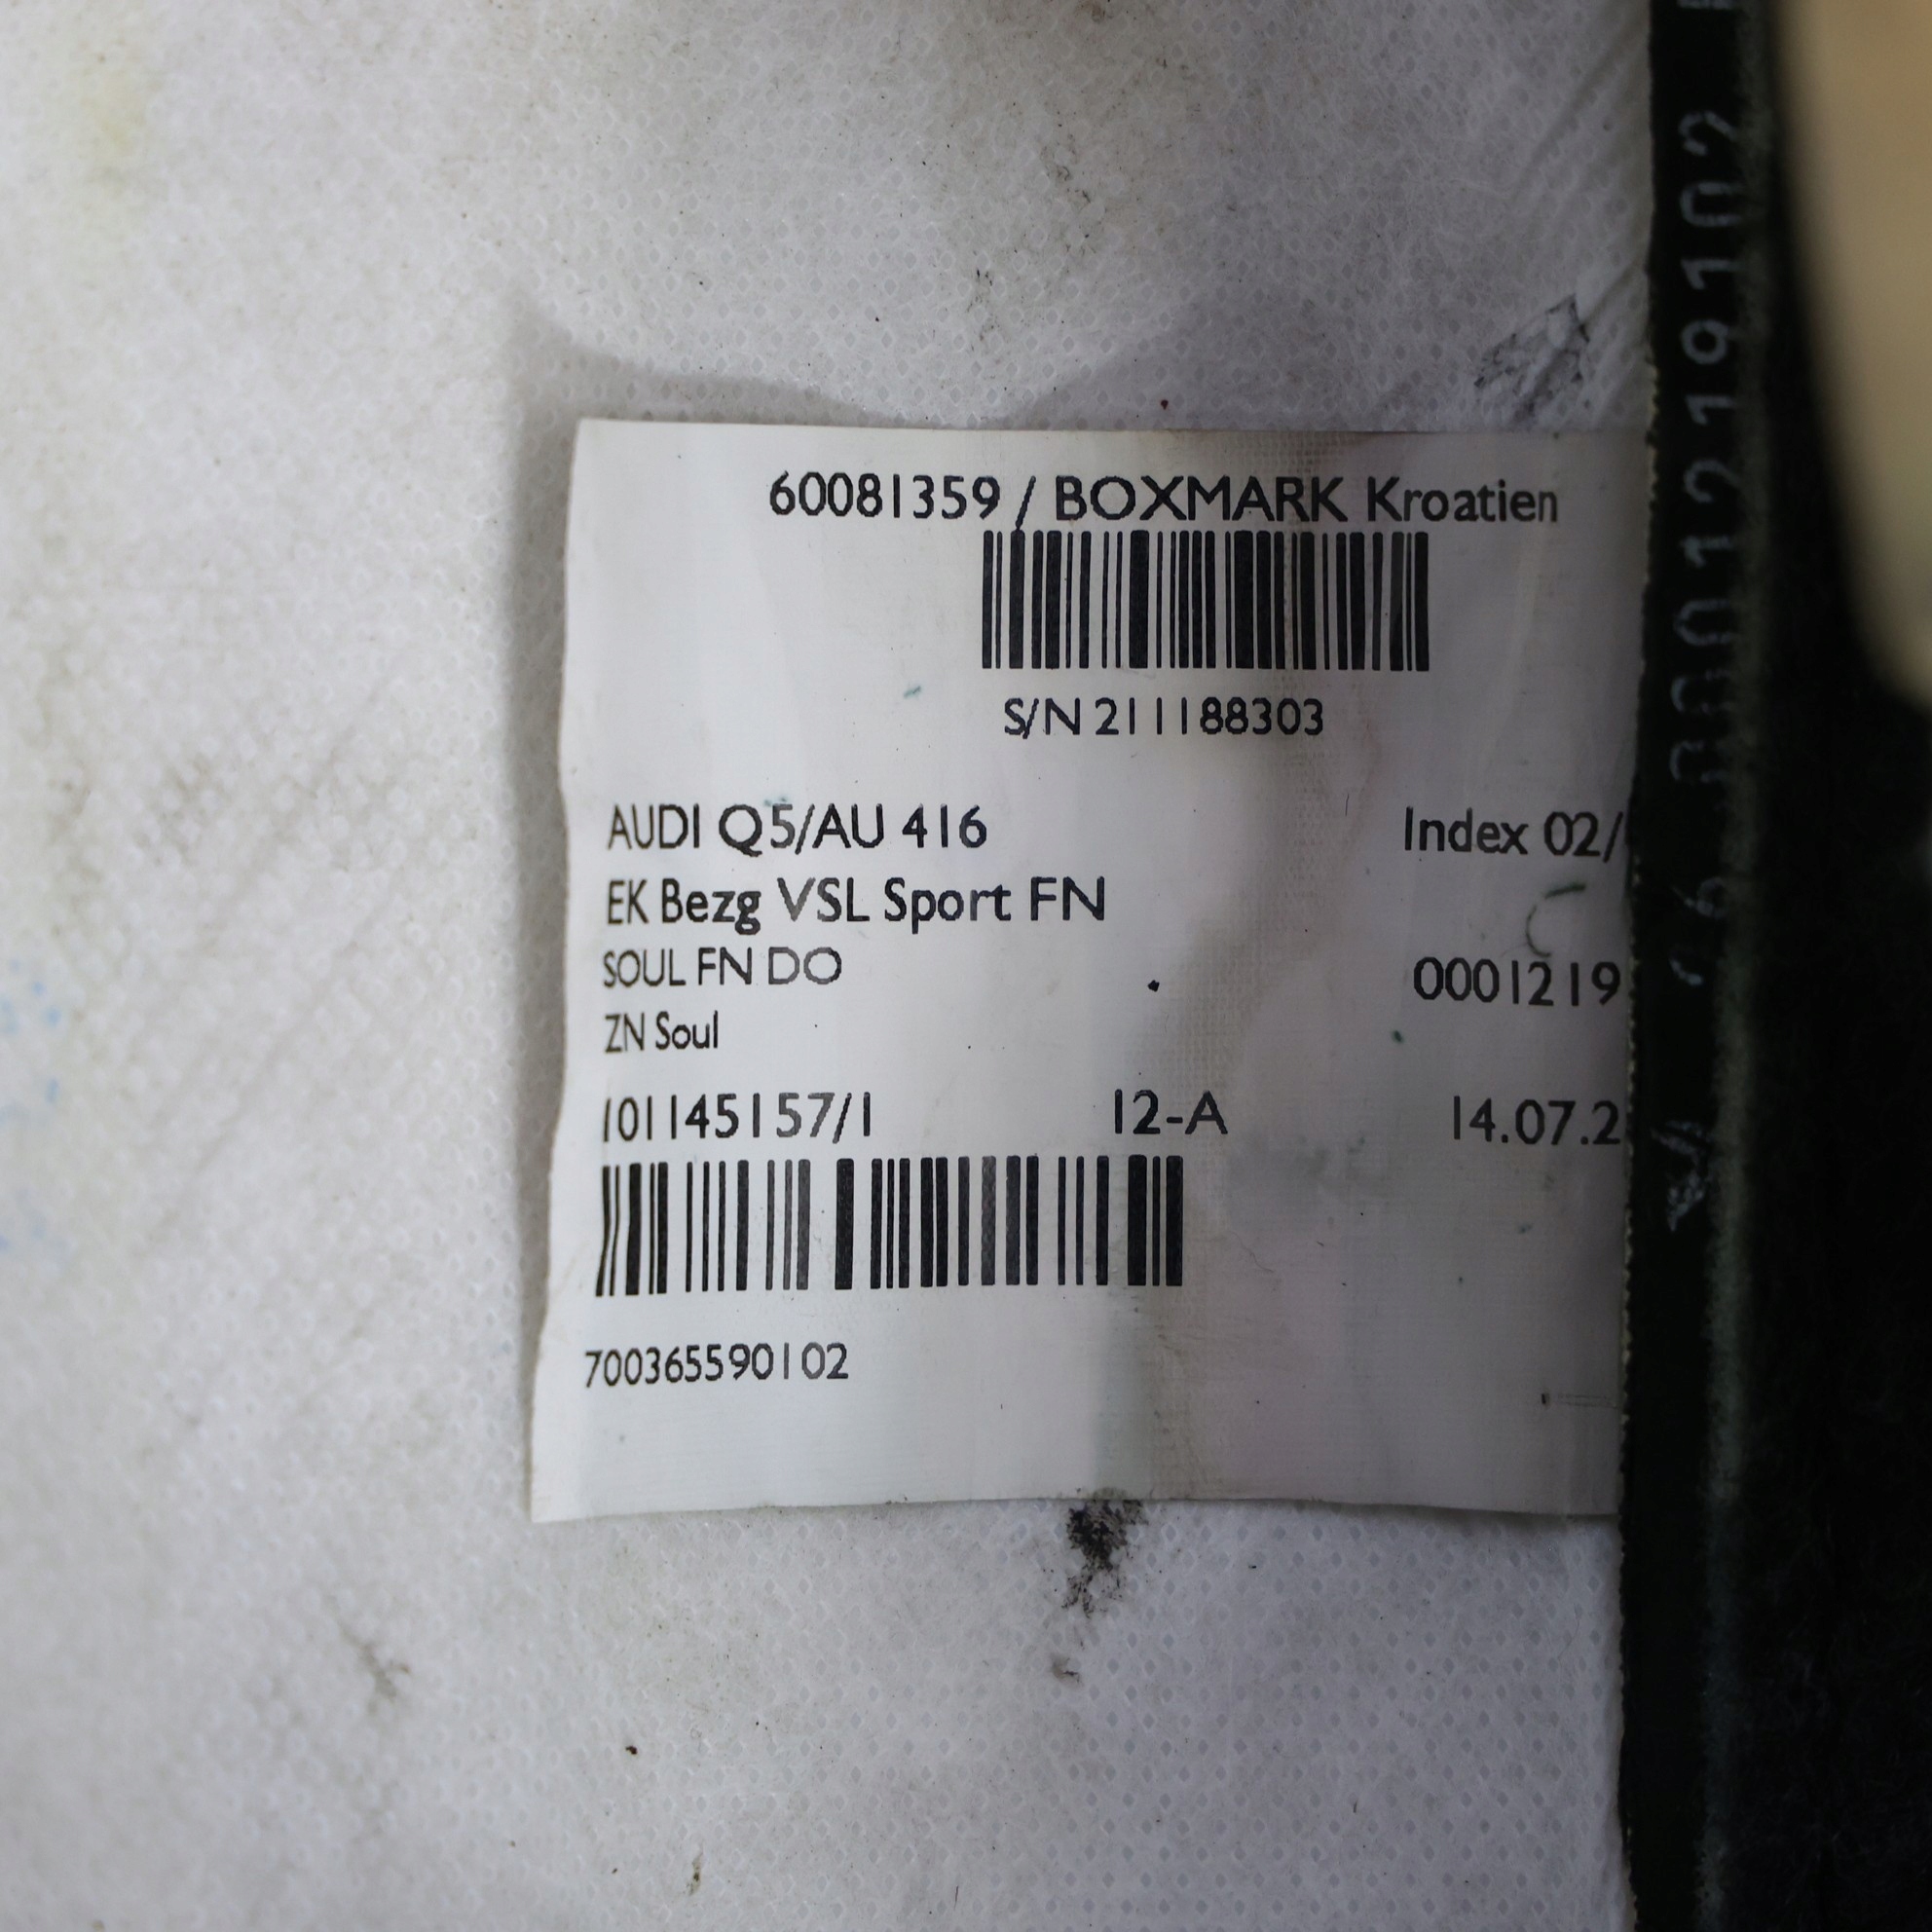 60081359 / BOXMARK Kroatien
S/N 211188303
AUDI Q5/AU 416 Index 02/
EK Bezg VSL Sport FN
SOUL FN DO 0001219
ZN Soul
101145157/1 12-A 14.07.2
700365590102